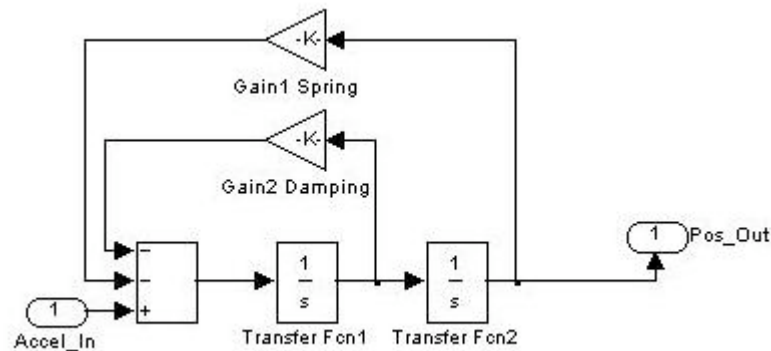 -K-
Gain1 Spring
-K-
Gain2 Damping
−
−
+
1
s
1
s
1
Pos_Out
1
Accel_In
Transfer Fcn1
Transfer Fcn2